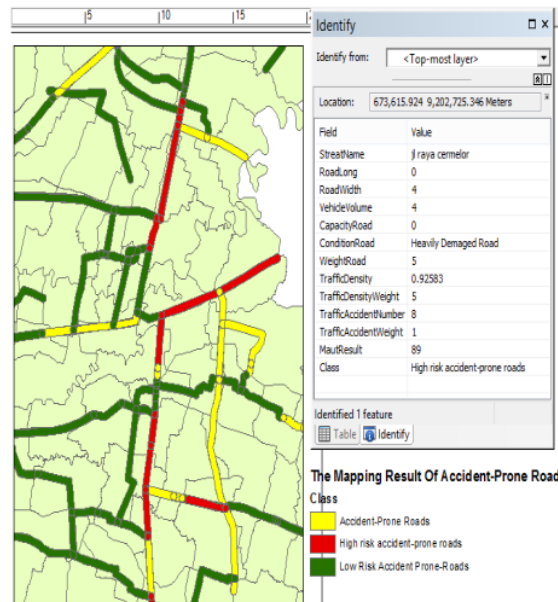 5 10 15
Identify
Identify from: <Top-most layer>
Location: 673,615.924 9,202,725.346 Meters
Field Value
StreatName jl raya cermelor
RoadLong 0
RoadWidth 4
VehicleVolume 4
CapacityRoad 0
ConditionRoad Heavily Demaged Road
WeightRoad 5
TrafficDensity 0.92583
TrafficDensityWeight 5
TrafficAccidentNumber 8
TrafficAccidentWeight 1
MautResult 89
Class High risk accident-prone roads
Identified 1 feature
Table Identify
The Mapping Result Of Accident-Prone Road
Class
Accident-Prone Roads
High risk accident-prone roads
Low Risk Accident Prone-Roads